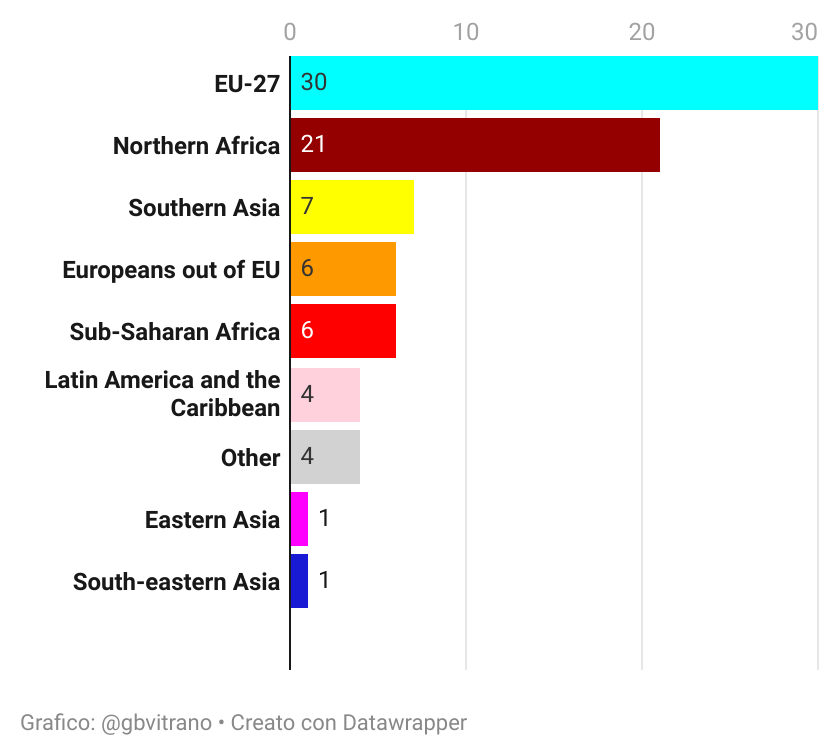 0 10 20 30
EU-27 30
Northern Africa 21
Southern Asia 7
Europeans out of EU 6
Sub-Saharan Africa 6
Latin America and the
Caribbean 4
Other 4
Eastern Asia 1
South-eastern Asia 1
Grafico: @gbvitrano • Creato con Datawrapper